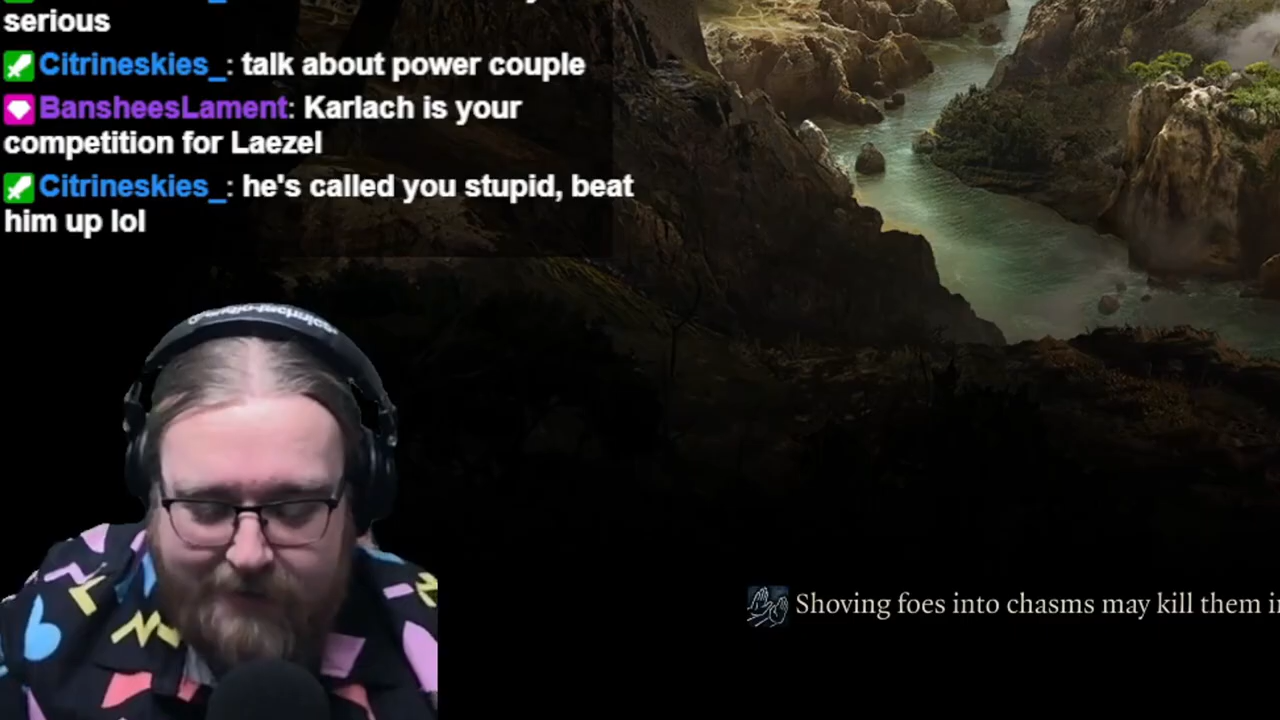 serious
Citrineskies_: talk about power couple
BansheesLament: Karlach is your
competition for Laezel
Citrineskies_: he's called you stupid, beat
him up lol
Shoving foes into chasms may kill them